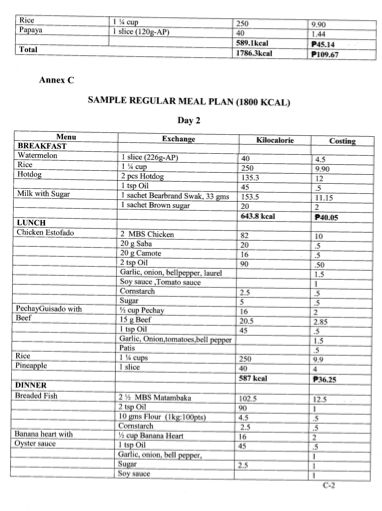 Rice 1 ¼ cup 250 9.90
Papaya 1 slice (120g-AP) 40 1.44
589.1kcal ₱45.14
Total 1786.3kcal ₱109.67
Annex C
SAMPLE REGULAR MEAL PLAN (1800 KCAL)
Day 2
Menu Exchange Kilocalorie Costing
BREAKFAST
Watermelon 1 slice (226g-AP) 40 4.5
Rice 1 ¼ cup 250 9.90
Hotdog 2 pcs Hotdog 135.3 12
1 tsp Oil 45 .5
Milk with Sugar 1 sachet Bearbrand Swak, 33 gms 153.5 11.15
1 sachet Brown sugar 20 2
643.8 kcal ₱40.05
LUNCH
Chicken Estofado 2 MBS Chicken 82 10
20 g Saba 20 .5
20 g Camote 16 .5
2 tsp Oil 90 .50
Garlic, onion, bellpepper, laurel 1.5
Soy sauce ,Tomato sauce 1
Cornstarch 2.5 .5
Sugar 5 .5
PechayGuisado with ½ cup Pechay 16 2
Beef 15 g Beef 20.5 2.85
1 tsp Oil 45 .5
Garlic, Onion,tomatoes,bell pepper 1.5
Patis .5
Rice 1 ¼ cups 250 9.9
Pineapple 1 slice 40 4
587 kcal ₱36.25
DINNER
Breaded Fish 2 ½ MBS Matambaka 102.5 12.5
2 tsp Oil 90 1
10 gms Flour (1kg:100pts) 4.5 .5
Cornstarch 2.5 .5
Banana heart with ½ cup Banana Heart 16 2
Oyster sauce 1 tsp Oil 45 .5
Garlic, onion, bell pepper, 1
Sugar 2.5 1
Soy sauce 1
C-2